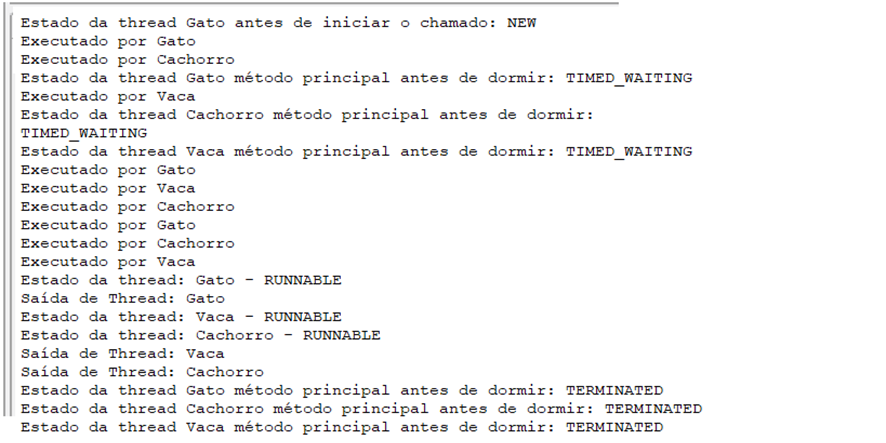 Estado da thread Gato antes de iniciar o chamado: NEW
Executado por Gato
Executado por Cachorro
Estado da thread Gato método principal antes de dormir: TIMED_WAITING
Executado por Vaca
Estado da thread Cachorro método principal antes de dormir:
TIMED_WAITING
Estado da thread Vaca método principal antes de dormir: TIMED_WAITING
Executado por Gato
Executado por Vaca
Executado por Cachorro
Executado por Gato
Executado por Cachorro
Executado por Vaca
Estado da thread: Gato - RUNNABLE
Saída de Thread: Gato
Estado da thread: Vaca - RUNNABLE
Estado da thread: Cachorro - RUNNABLE
Saída de Thread: Vaca
Saída de Thread: Cachorro
Estado da thread Gato método principal antes de dormir: TERMINATED
Estado da thread Cachorro método principal antes de dormir: TERMINATED
Estado da thread Vaca método principal antes de dormir: TERMINATED